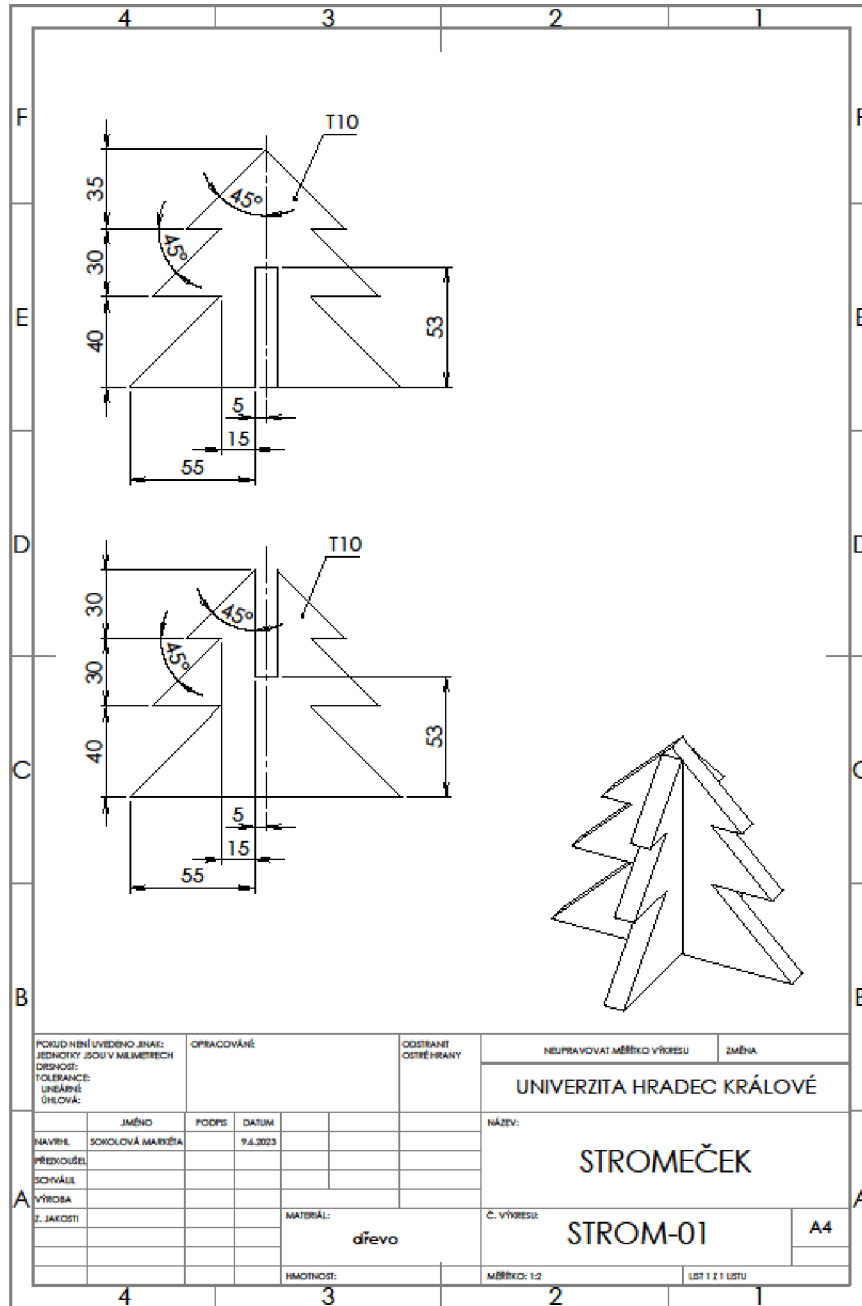 4 3 2 1
F
F
T10
35
45°
45°
30
E
E
53
40
5
15
55
D
D
T10
30
45°
45°
30
53
C
C
40
5
15
55
B
B
POKUD NENÍ UVEDENO JINAK:
JEDNOTKY JSOU V MILIMETRECH
DRSNOST:
TOLERANCE:
LINEÁRNÍ:
ÚHLOVÁ:
OPRACOVÁNÍ:
ODSTRANIT
OSTRÉ HRANY
NEUPRAVOVAT MĚŘÍTKO VÝKRESU
ZMĚNA
UNIVERZITA HRADEC KRÁLOVÉ
JMÉNO PODPIS DATUM
NAVRHL SOKOLOVÁ MARKÉTA 9.6.2023
PŘEZKOUŠEL
SCHVÁLIL
VÝROBA
Z. JAKOSTI
NÁZEV:
STROMEČEK
A
A
MATERIÁL:
dřevo
Č. VÝKRESU:
STROM-01
A4
HMOTNOST:
MĚŘÍTKO: 1:2
LIST 1 Z 1 LISTU
4 3 2 1